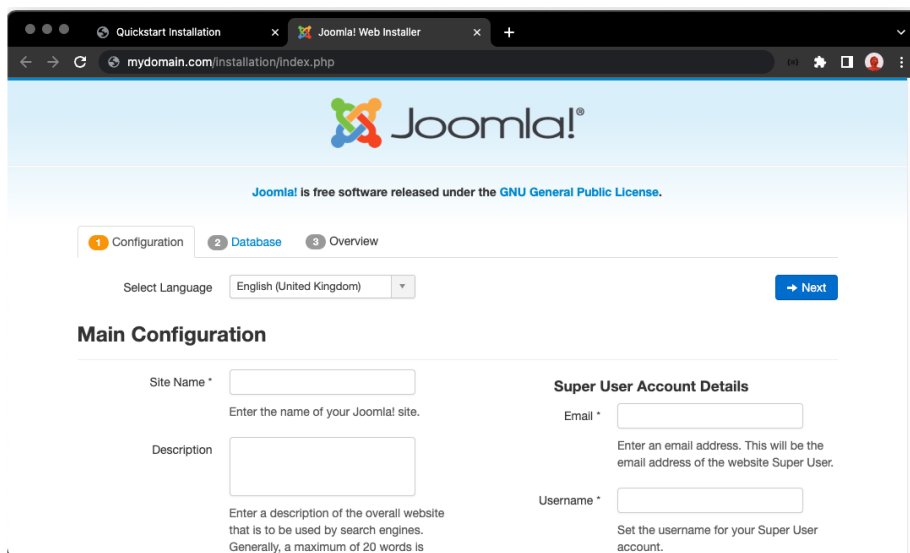 Quickstart Installation
Joomla! Web Installer
mydomain.com/installation/index.php
Joomla!®
Joomla! is free software released under the GNU General Public License.
1 Configuration
2 Database
3 Overview
Select Language
English (United Kingdom)
Next
Main Configuration
Site Name *
Enter the name of your Joomla! site.
Description
Enter a description of the overall website
that is to be used by search engines.
Generally, a maximum of 20 words is
Super User Account Details
Email *
Enter an email address. This will be the
email address of the website Super User.
Username *
Set the username for your Super User
account.